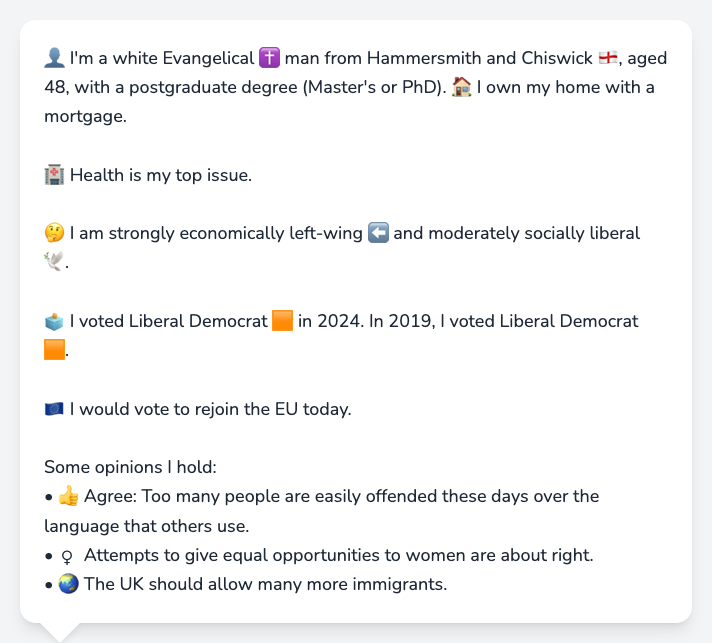 👤 I'm a white Evangelical ✝️ man from Hammersmith and Chiswick 🏴󠁧󠁢󠁥󠁮󠁧󠁿, aged
48, with a postgraduate degree (Master's or PhD). 🏠 I own my home with a
mortgage.
🏥 Health is my top issue.
🤔 I am strongly economically left-wing ⬅️ and moderately socially liberal
🕊️.
🗳️ I voted Liberal Democrat 🟧 in 2024. In 2019, I voted Liberal Democrat
🟧.
🇪🇺 I would vote to rejoin the EU today.
Some opinions I hold:
• 👍 Agree: Too many people are easily offended these days over the
language that others use.
• ♀ Attempts to give equal opportunities to women are about right.
• 🌏 The UK should allow many more immigrants.